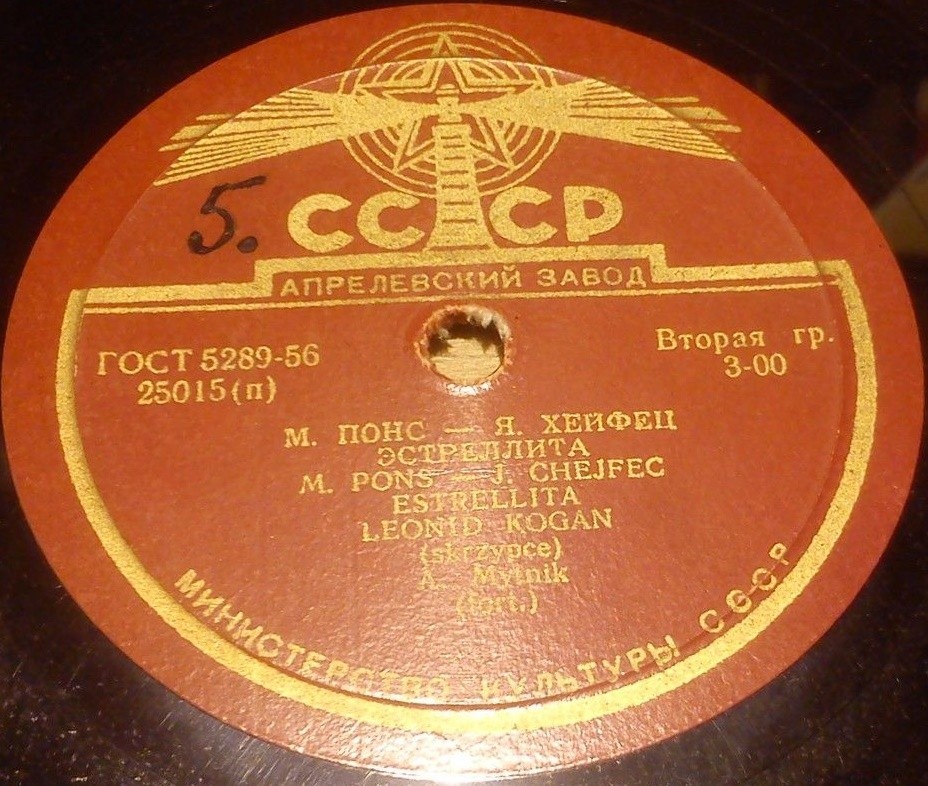 5.
СССР
АПРЕЛЕВСКИЙ ЗАВОД
ГОСТ 5289-56
25015(п)
Вторая гр.
3-00
М. ПОНС — Я. ХЕЙФЕЦ
ЭСТРЕЛЛИТА
M. PONS — J. CHEJFEC
ESTRELLITA
LEONID KOGAN
(skrzypce)
A. Mytnik
(fort.)
МИНИСТЕРСТВО КУЛЬТУРЫ СССР